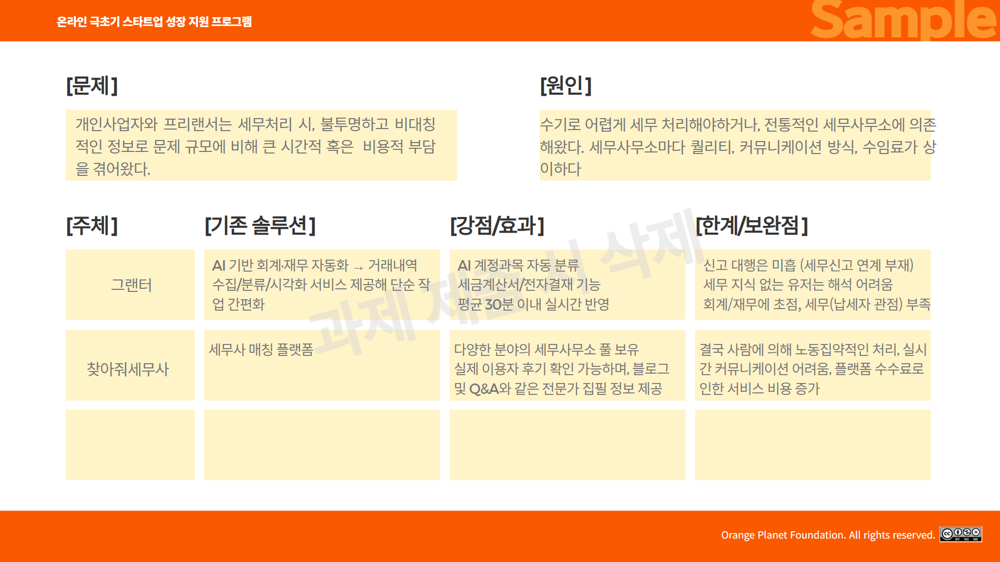 온라인 극초기 스타트업 성장 지원 프로그램
Sample
[문제]
개인사업자와 프리랜서는 세무처리 시, 불투명하고 비대칭
적인 정보로 문제 규모에 비해 큰 시간적 혹은 비용적 부담
을 겪어왔다.
[원인]
수기로 어렵게 세무 처리해야하거나, 전통적인 세무사무소에 의존
해왔다. 세무사무소마다 퀄리티, 커뮤니케이션 방식, 수임료가 상
이하다
[주체]
[기존 솔루션]
[강점/효과]
[한계/보완점]
그랜터
AI 기반 회계·재무 자동화 → 거래내역
수집/분류/시각화 서비스 제공해 단순 작
업 간편화
AI 계정과목 자동 분류
세금계산서/전자결재 기능
평균 30분 이내 실시간 반영
신고 대행은 미흡 (세무신고 연계 부재)
세무 지식 없는 유저는 해석 어려움
회계/재무에 초점, 세무(납세자 관점) 부족
찾아줘세무사
세무사 매칭 플랫폼
다양한 분야의 세무사무소 풀 보유
실제 이용자 후기 확인 가능하며, 블로그
및 Q&A와 같은 전문가 집필 정보 제공
결국 사람에 의해 노동집약적인 처리, 실시
간 커뮤니케이션 어려움, 플랫폼 수수료로
인한 서비스 비용 증가
과제 제출 시 삭제
Orange Planet Foundation. All rights reserved.
cc
BY NC ND